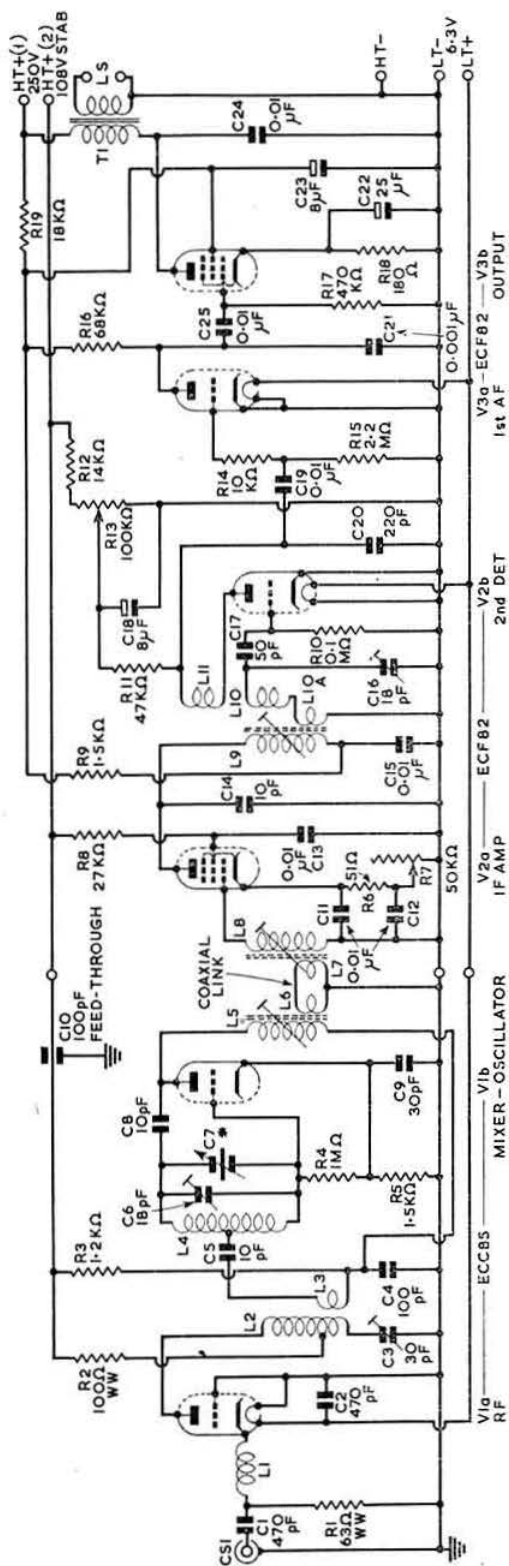 CS1
C1
470
pF
R1
63Ω
WW
L1
V1a
RF
C2
470
pF
R2
100Ω
WW
L2
C3
30
pF
L3
C4
100
pF
R3
1·2KΩ
ECC85
L4
C5
10
pF
C6
18pF
C7
*
C8
10pF
R4
1MΩ
R5
1·5KΩ
C9
30pF
V1b
MIXER-OSCILLATOR
C10
100pF
FEED-THROUGH
L5
L6
COAXIAL
LINK
L7
L8
0·01
μF
C11
C12
R6
51Ω
R7
50KΩ
V2a
IF AMP
R8
27KΩ
0·01
μF
C13
C14
10
pF
R9
1·5KΩ
L9
C15
0·01
μF
ECF82
L10
L10
A
L11
C16
18
pF
C17
50
pF
R10
0·1
MΩ
V2b
2nd DET
R11
47KΩ
C18
8μF
R13
100KΩ
R12
14KΩ
C20
220
pF
C19
0·01
μF
R14
10
KΩ
R15
2·2
MΩ
V3a
1st AF
ECF82
R16
68KΩ
C25
0·01
μF
C21
0·001μF
R17
470
KΩ
R18
180
Ω
C22
25
μF
C23
8μF
V3b
OUTPUT
R19
18KΩ
T1
C24
0·01
μF
LS
HT+(1)
250V
HT+(2)
108V STAB
HT-
LT-
6·3V
LT+